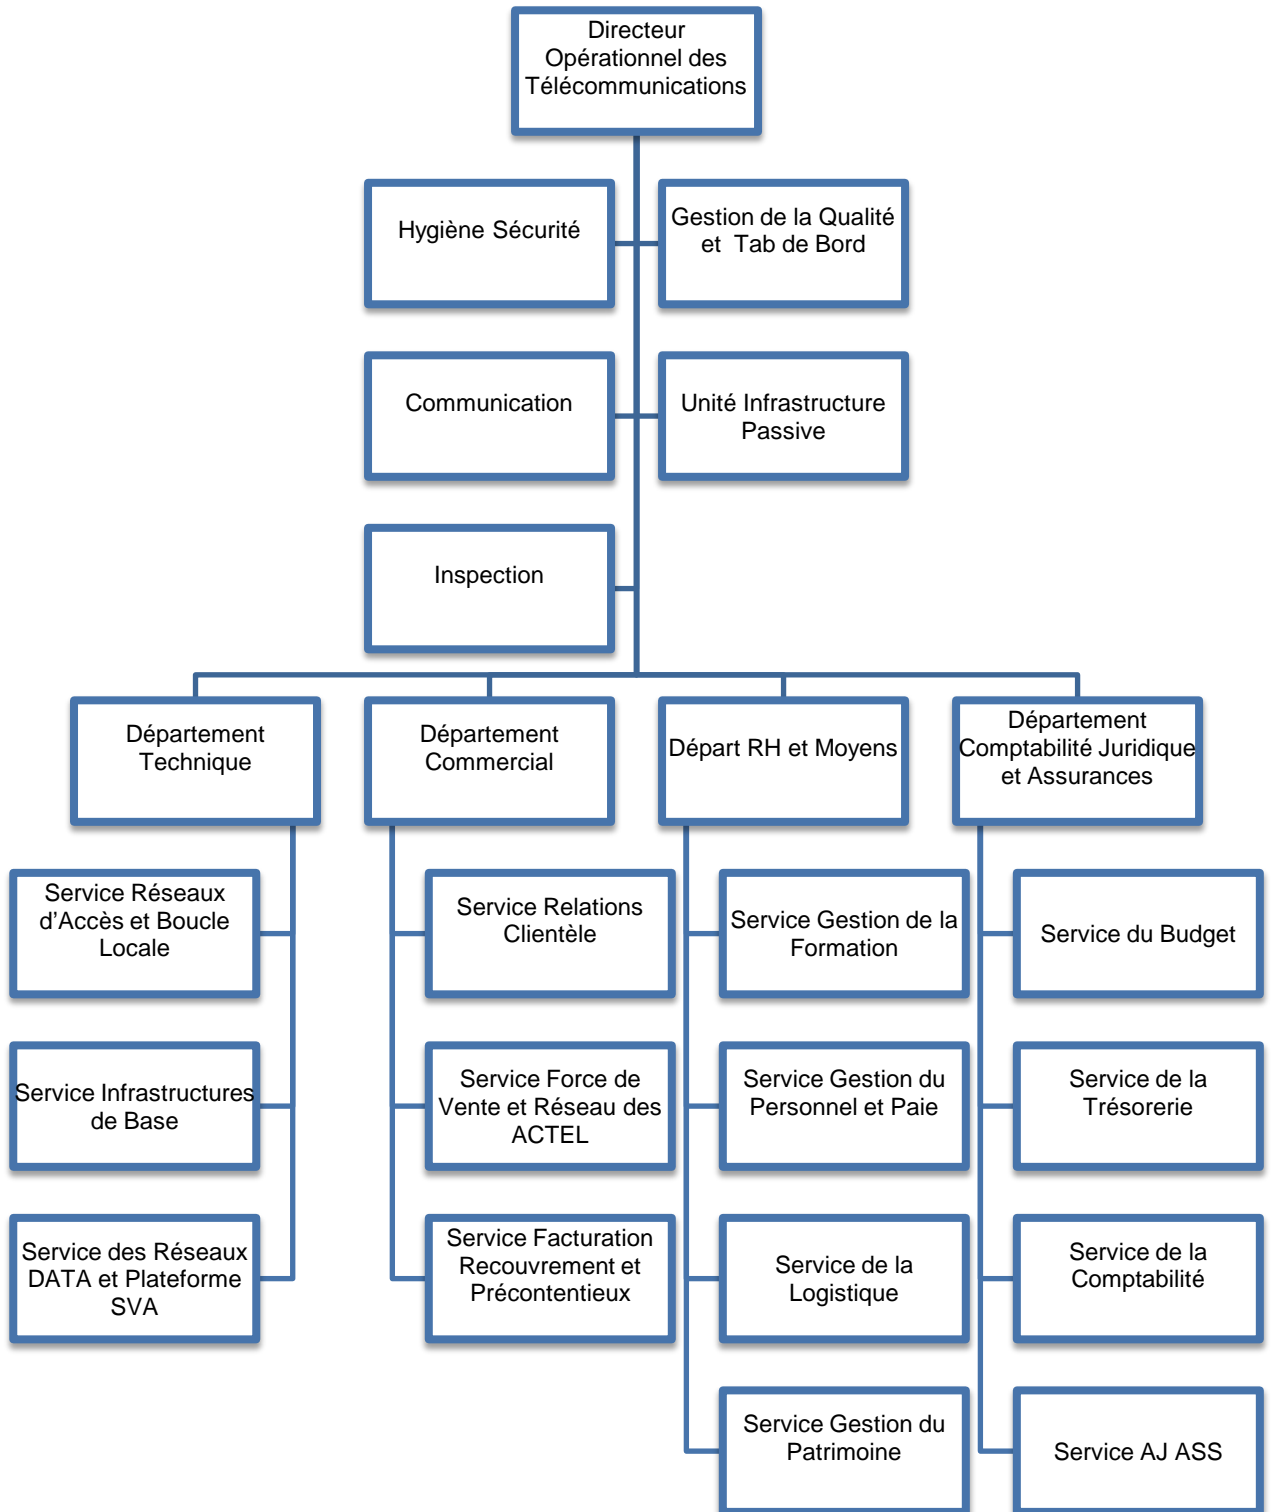 Directeur
Opérationnel des
Télécommunications
Hygiène Sécurité
Gestion de la Qualité
et Tab de Bord
Communication
Unité Infrastructure
Passive
Inspection
Département
Technique
Département
Commercial
Départ RH et Moyens
Département
Comptabilité Juridique
et Assurances
Service Réseaux
d’Accès et Boucle
Locale
Service Relations
Clientèle
Service Gestion de la
Formation
Service du Budget
Service Infrastructures
de Base
Service Force de
Vente et Réseau des
ACTEL
Service Gestion du
Personnel et Paie
Service de la
Trésorerie
Service des Réseaux
DATA et Plateforme
SVA
Service Facturation
Recouvrement et
Précontentieux
Service de la
Logistique
Service de la
Comptabilité
Service Gestion du
Patrimoine
Service AJ ASS